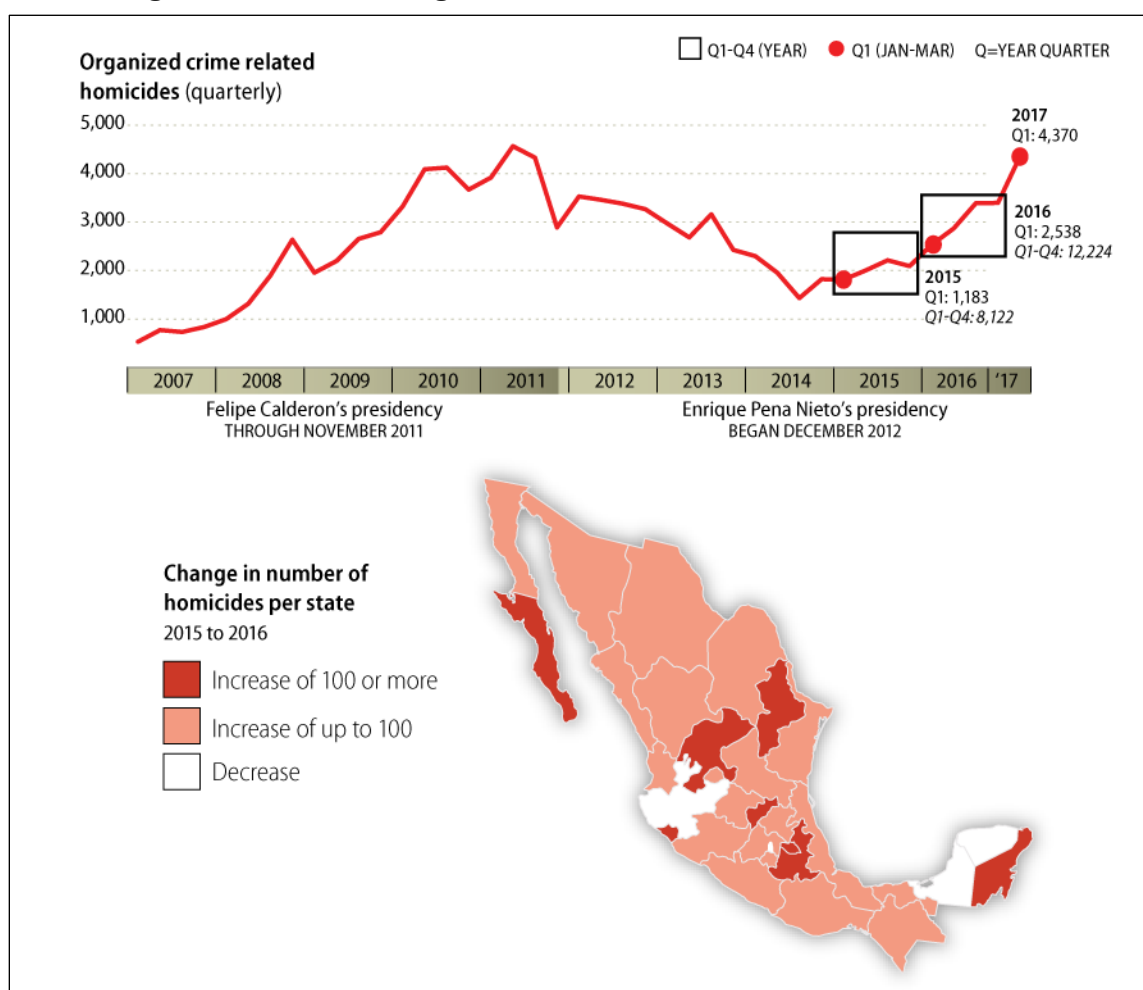 Organized crime related
homicides (quarterly)
Q1-Q4 (YEAR) Q1 (JAN-MAR) Q=YEAR QUARTER
5,000
4,000
3,000
2,000
1,000
2017
Q1: 4,370
2016
Q1: 2,538
Q1-Q4: 12,224
2015
Q1: 1,183
Q1-Q4: 8,122
2007 2008 2009 2010 2011 2012 2013 2014 2015 2016 '17
Felipe Calderon's presidency
THROUGH NOVEMBER 2011
Enrique Pena Nieto's presidency
BEGAN DECEMBER 2012
Change in number of
homicides per state
2015 to 2016
Increase of 100 or more
Increase of up to 100
Decrease